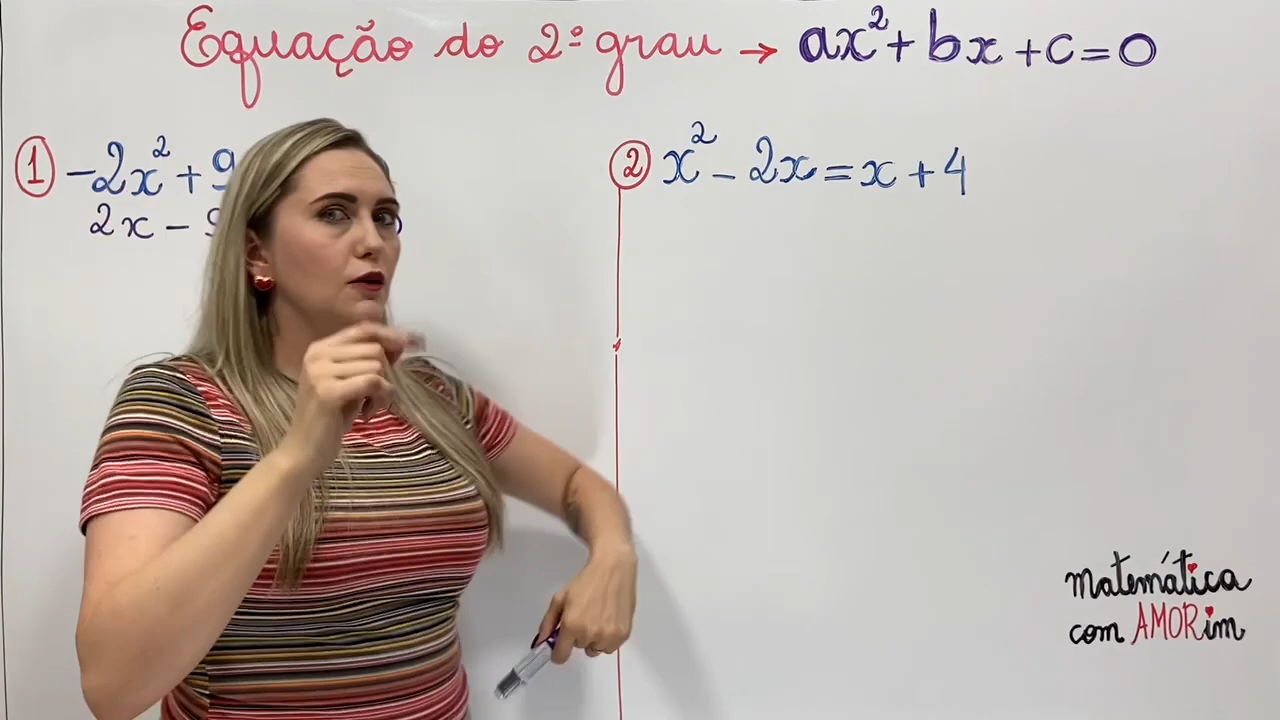 Equação do 2º grau → ax² + bx + c = 0
① -2x² + 9
2x - 9
② x² - 2x = x + 4
matemática
com AMORim